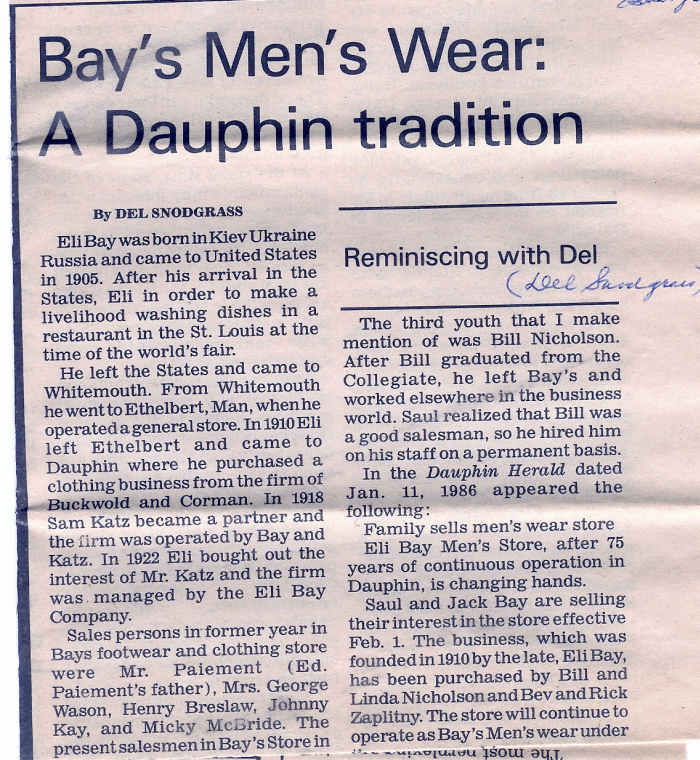 Bay's Men's Wear:
A Dauphin tradition
By DEL SNODGRASS
Eli Bay was born in Kiev Ukraine
Russia and came to United States
in 1905. After his arrival in the
States, Eli in order to make a
livelihood washing dishes in a
restaurant in the St. Louis at the
time of the world's fair.
He left the States and came to
Whitemouth. From Whitemouth
he went to Ethelbert, Man, when he
operated a general store. In 1910 Eli
left Ethelbert and came to
Dauphin where he purchased a
clothing business from the firm of
Buckwold and Corman. In 1918
Sam Katz became a partner and
the firm was operated by Bay and
Katz. In 1922 Eli bought out the
interest of Mr. Katz and the firm
was managed by the Eli Bay
Company.
Sales persons in former year in
Bays footwear and clothing store
were Mr. Paiement (Ed.
Paiement's father), Mrs. George
Wason, Henry Breslaw, Johnny
Kay, and Micky McBride. The
present salesmen in Bay's Store in
Reminiscing with Del
(Del Snodgrass)
The third youth that I make
mention of was Bill Nicholson.
After Bill graduated from the
Collegiate, he left Bay's and
worked elsewhere in the business
world. Saul realized that Bill was
a good salesman, so he hired him
on his staff on a permanent basis.
In the Dauphin Herald dated
Jan. 11, 1986 appeared the
following:
Family sells men's wear store
Eli Bay Men's Store, after 75
years of continuous operation in
Dauphin, is changing hands.
Saul and Jack Bay are selling
their interest in the store effective
Feb. 1. The business, which was
founded in 1910 by the late, Eli Bay,
has been purchased by Bill and
Linda Nicholson and Bev and Rick
Zaplitny. The store will continue to
operate as Bay's Men's wear under
The most perplexing